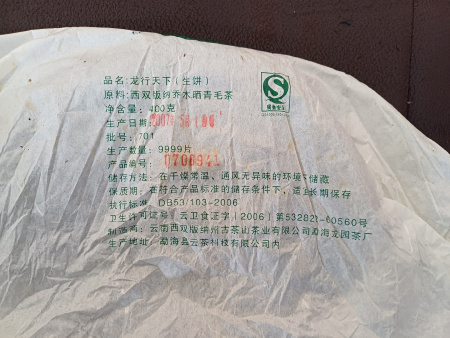 品名:龙行天下(生饼)
原料:西双版纳乔木晒青毛茶
净含量:400克
生产日期:
批号:701
生产数量:9999片
产品编号:
储存方法:在干燥常温、通风无异味的环境储藏
保质期:在符合产品标准的储存条件下,适宜长期保存
执行标准:DB53/103-2006
卫生许可证号:云卫食证字(2006)第532821-00560号
制造商:云南西双版纳州古茶山茶业有限公司勐海龙园茶厂
生产地址:勐海县云茶科技有限公司内